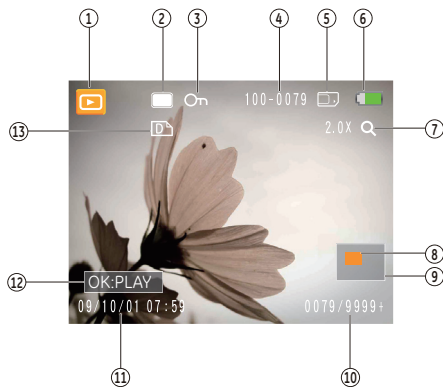 ① ② ③ ④ ⑤ ⑥
100-0079
⑬ D 2.0X ⑦
⑧
⑨
⑫ OK:PLAY
09/10/01 07:59 0079/9999+
⑪ ⑩